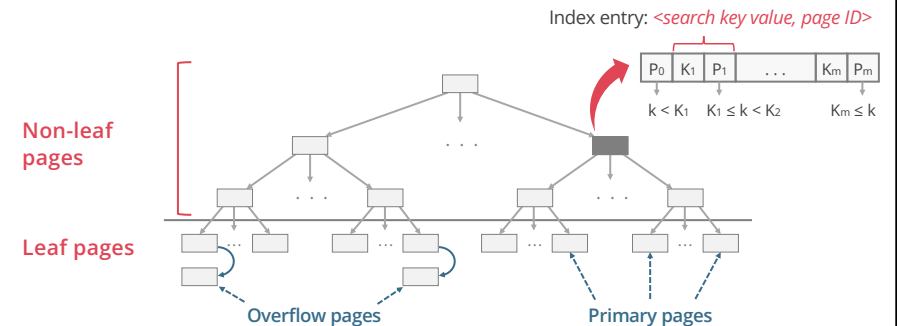 Index entry: <search key value, page ID>
P0 K1 P1 ... Km Pm
k < K1 K1 ≤ k < K2 Km ≤ k
Non-leaf
pages
. . .
. . . . . .
Leaf pages
... ... ... ...
Overflow pages Primary pages